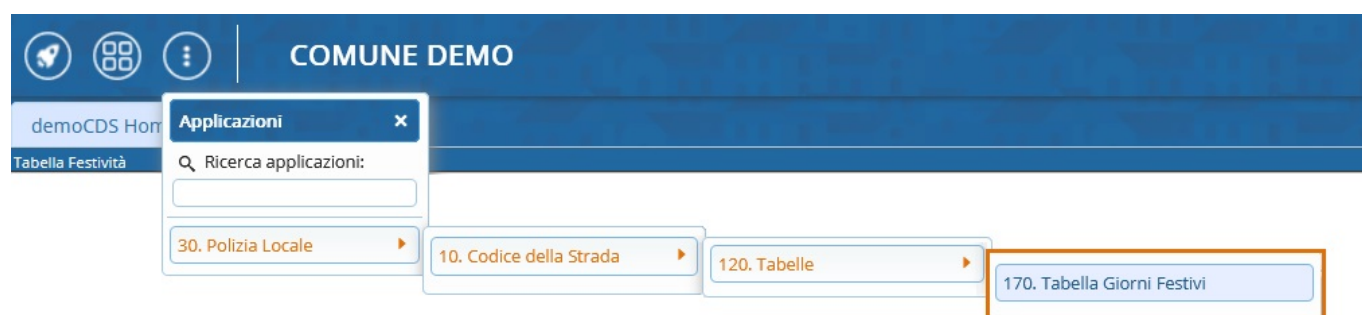 COMUNE DEMO
demoCDS Hom
Applicazioni
Tabella Festività
Ricerca applicazioni:
30. Polizia Locale
10. Codice della Strada
120. Tabelle
170. Tabella Giorni Festivi